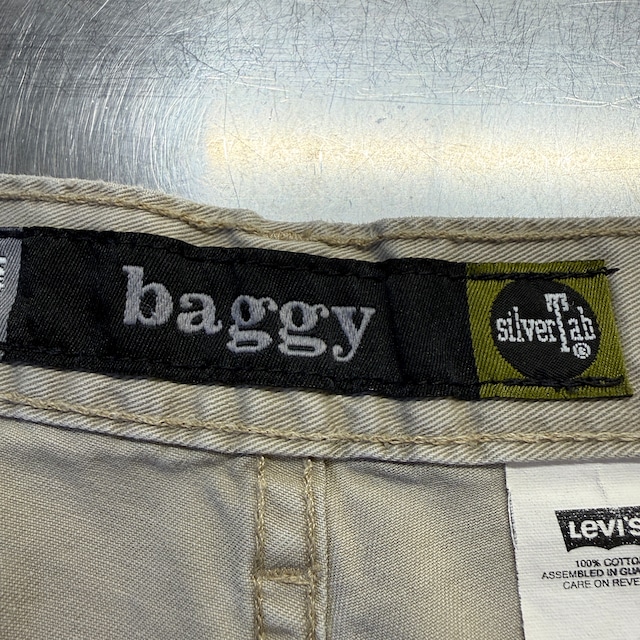 baggy
silverTab®
LEVI'S
100% COTTO
ASSEMBLED IN GUA
CARE ON REVE